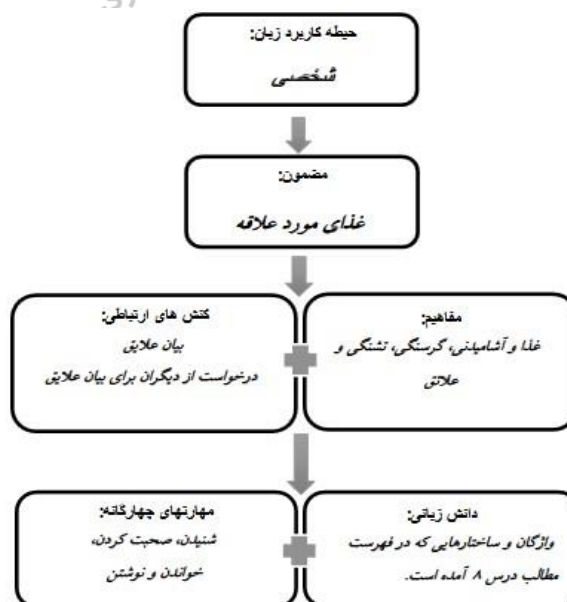 حیطه کاربرد زبان:
شخصی
مضمون:
غذای مورد علاقه
مفاهیم:
غذا و آشامیدنی، گرسنگی، تشنگی و
علائق
کنش های ارتباطی:
بیان علایق
درخواست از دیگران برای بیان علایق
دانش زبانی:
واژگان و ساختارهایی که در فهرست
مطالب درس ۸ آمده است.
مهارتهای چهارگانه:
شنیدن، صحبت کردن،
خواندن و نوشتن